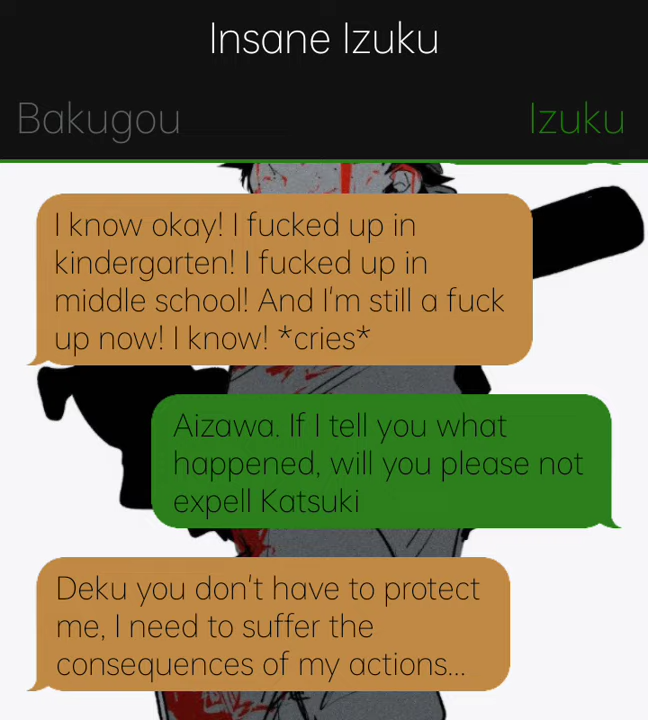 Insane Izuku
Bakugou
Izuku
I know okay! I fucked up in
kindergarten! I fucked up in
middle school! And I'm still a fuck
up now! I know! *cries*
Aizawa. If I tell you what
happened, will you please not
expell Katsuki
Deku you don't have to protect
me, I need to suffer the
consequences of my actions...